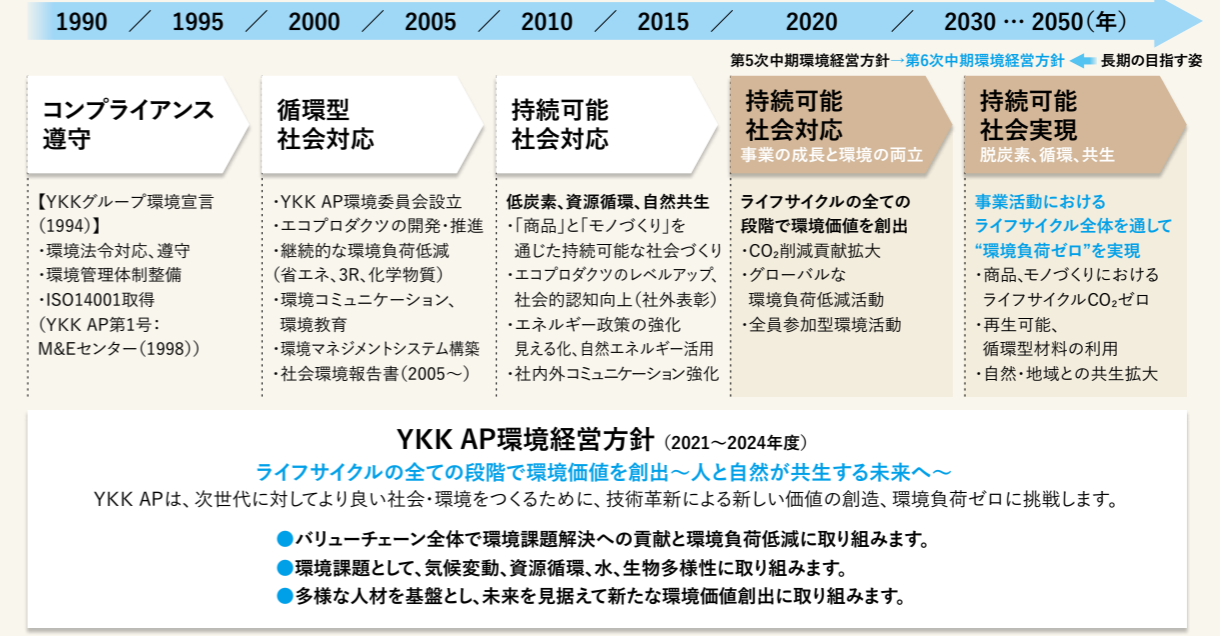 1990 ／ 1995 ／ 2000 ／ 2005 ／ 2010 ／ 2015 ／ 2020 ／ 2030 … 2050（年）
第5次中期環境経営方針→第6次中期環境経営方針 ← 長期の目指す姿
コンプライアンス
遵守
【YKKグループ環境宣言
（1994）】
・環境法令対応、遵守
・環境管理体制整備
・ISO14001取得
（YKK AP第1号：
M&Eセンター（1998））
循環型
社会対応
・YKK AP環境委員会設立
・エコプロダクツの開発・推進
・継続的な環境負荷低減
（省エネ、3R、化学物質）
・環境コミュニケーション、
環境教育
・環境マネジメントシステム構築
・社会環境報告書（2005～）
持続可能
社会対応
低炭素、資源循環、自然共生
・「商品」と「モノづくり」を
通じた持続可能な社会づくり
・エコプロダクツのレベルアップ、
社会的認知向上（社外表彰）
・エネルギー政策の強化
見える化、自然エネルギー活用
・社内外コミュニケーション強化
持続可能
社会対応
事業の成長と環境の両立
ライフサイクルの全ての
段階で環境価値を創出
・CO₂削減貢献拡大
・グローバルな
環境負荷低減活動
・全員参加型環境活動
持続可能
社会実現
脱炭素、循環、共生
事業活動における
ライフサイクル全体を通して
“環境負荷ゼロ”を実現
・商品、モノづくりにおける
ライフサイクルCO₂ゼロ
・再生可能、
循環型材料の利用
・自然・地域との共生拡大
YKK AP環境経営方針（2021～2024年度）
ライフサイクルの全ての段階で環境価値を創出～人と自然が共生する未来へ～
YKK APは、次世代に対してより良い社会・環境をつくるために、技術革新による新しい価値の創造、環境負荷ゼロに挑戦します。
●バリューチェーン全体で環境課題解決への貢献と環境負荷低減に取り組みます。
●環境課題として、気候変動、資源循環、水、生物多様性に取り組みます。
●多様な人材を基盤とし、未来を見据えて新たな環境価値創出に取り組みます。